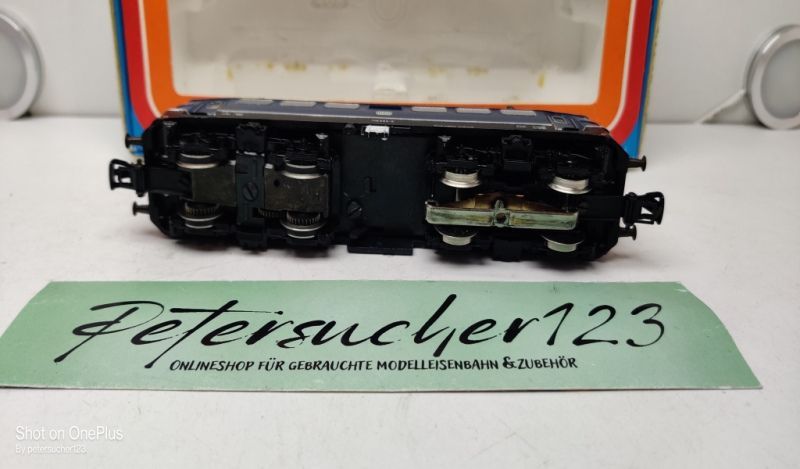 Petersucher123
ONLINESHOP FÜR GEBRAUCHTE MODELLEISENBAHN & ZUBEHÖR
Shot on OnePlus
By petersucher123